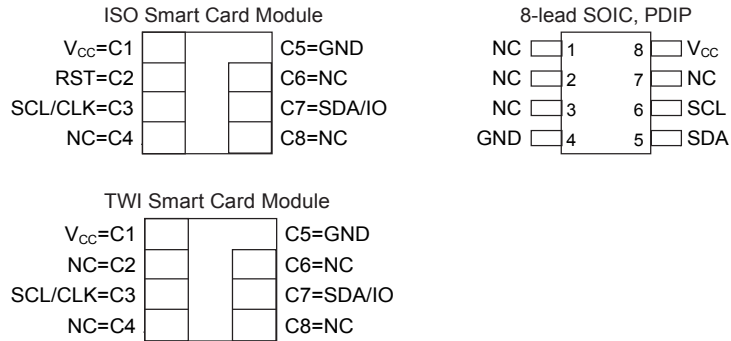 ISO Smart Card Module
VCC=C1
C5=GND
RST=C2
C6=NC
SCL/CLK=C3
C7=SDA/IO
NC=C4
C8=NC
8-lead SOIC, PDIP
NC 1 8 VCC
NC 2 7 NC
NC 3 6 SCL
GND 4 5 SDA
TWI Smart Card Module
VCC=C1
C5=GND
NC=C2
C6=NC
SCL/CLK=C3
C7=SDA/IO
NC=C4
C8=NC